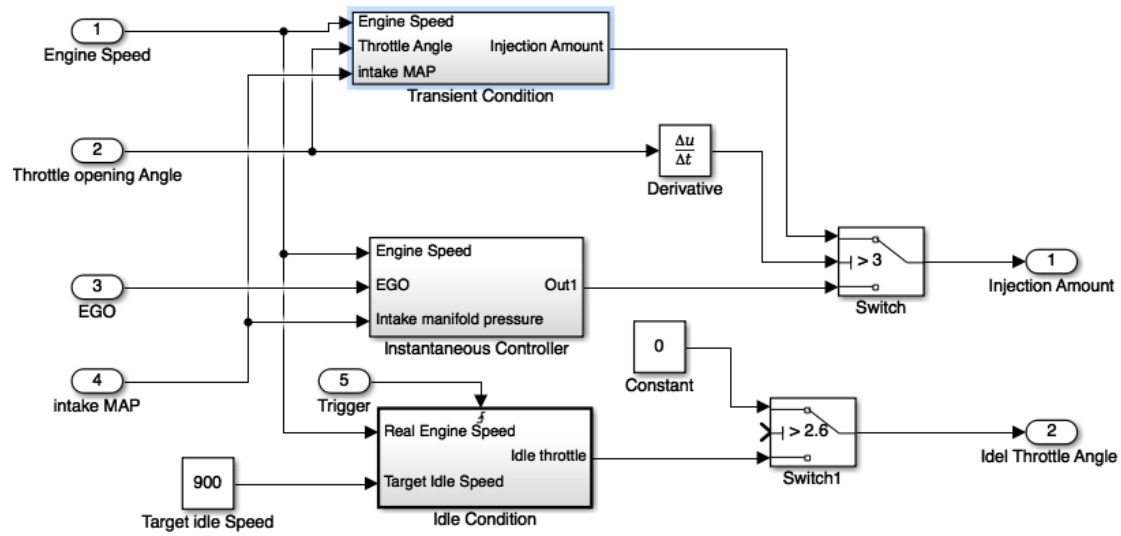 1
Engine Speed
Engine Speed
Throttle Angle
Injection Amount
intake MAP
Transient Condition
2
Throttle opening Angle
Δu
Δt
Derivative
Engine Speed
EGO
Out1
Intake manifold pressure
Instantaneous Controller
> 3
Switch
1
Injection Amount
3
EGO
0
Constant
4
intake MAP
5
Trigger
Real Engine Speed
Idle throttle
Target Idle Speed
Idle Condition
> 2.6
Switch1
2
Idel Throttle Angle
900
Target idle Speed